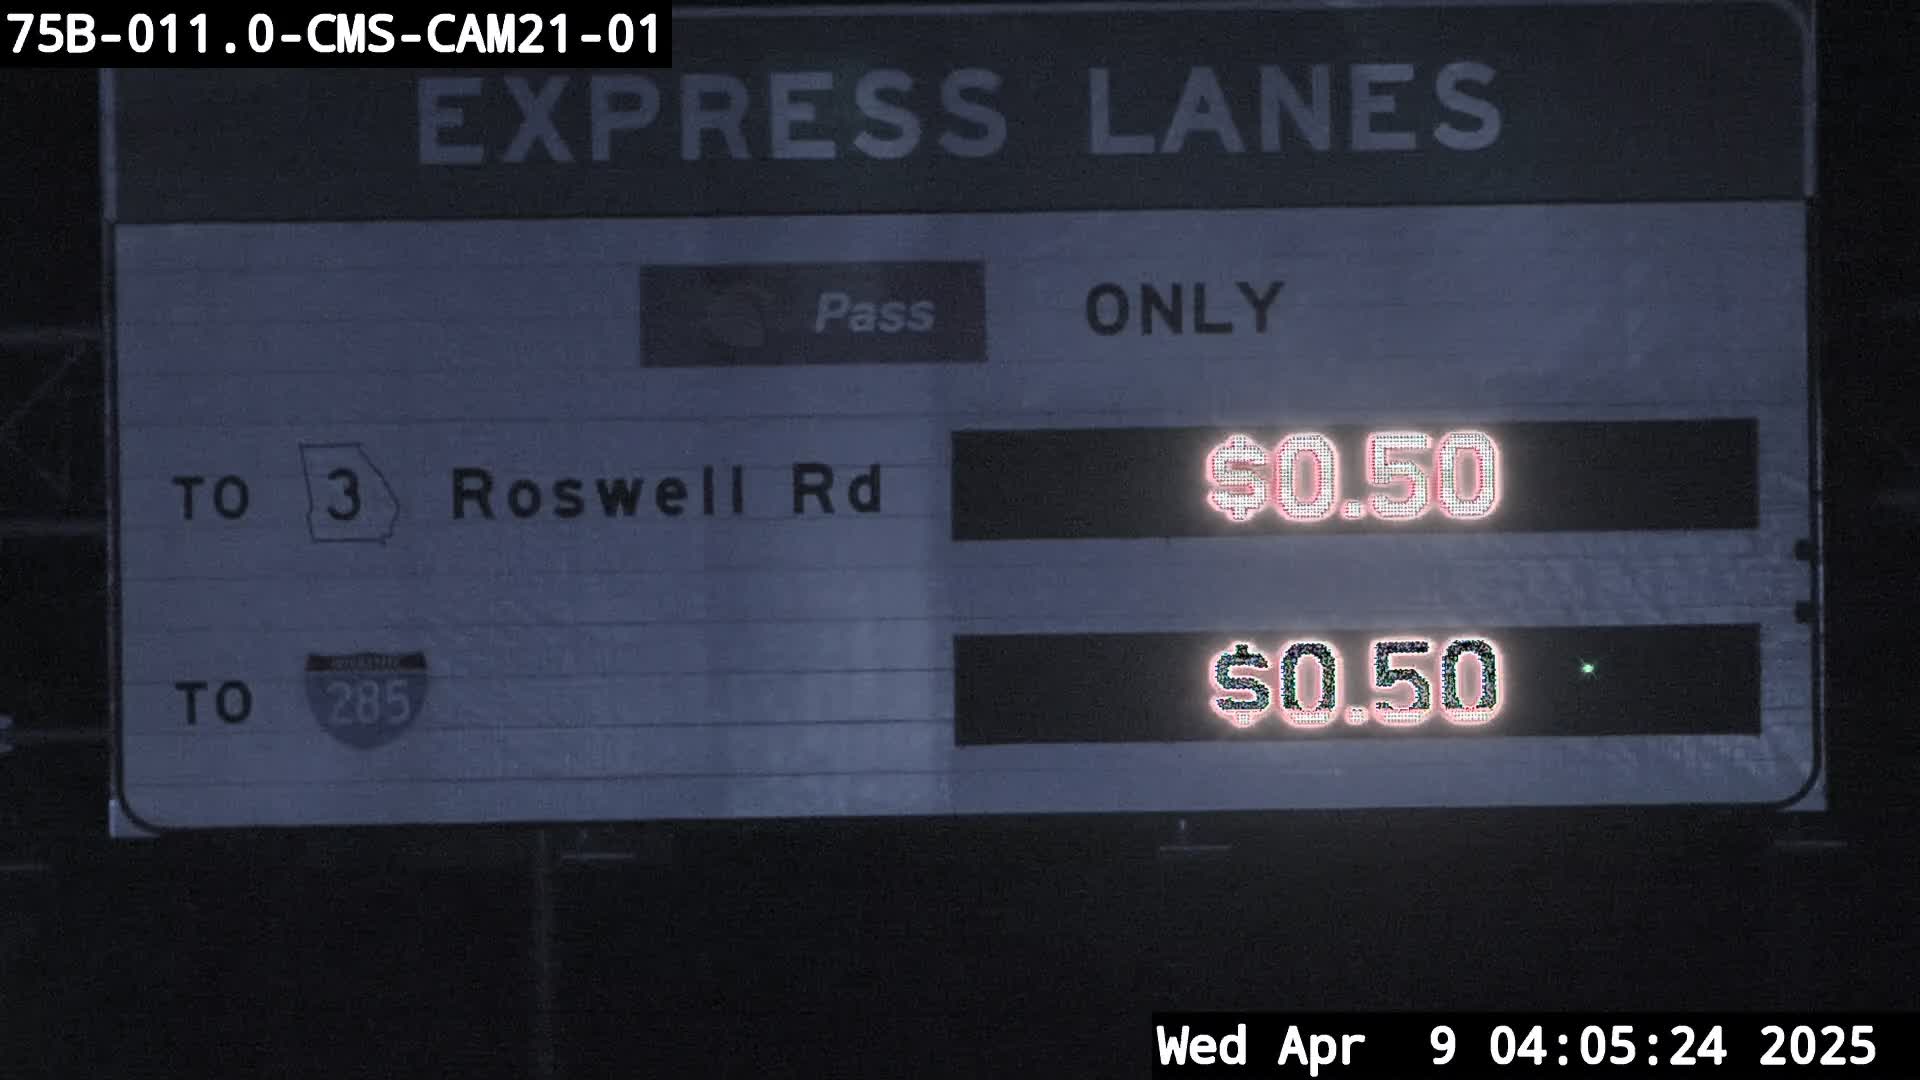 75B-011.0-CMS-CAM21-01
EXPRESS LANES
Pass ONLY
TO 3 Roswell Rd $0.50
TO 285 $0.50
Wed Apr 9 04:05:24 2025